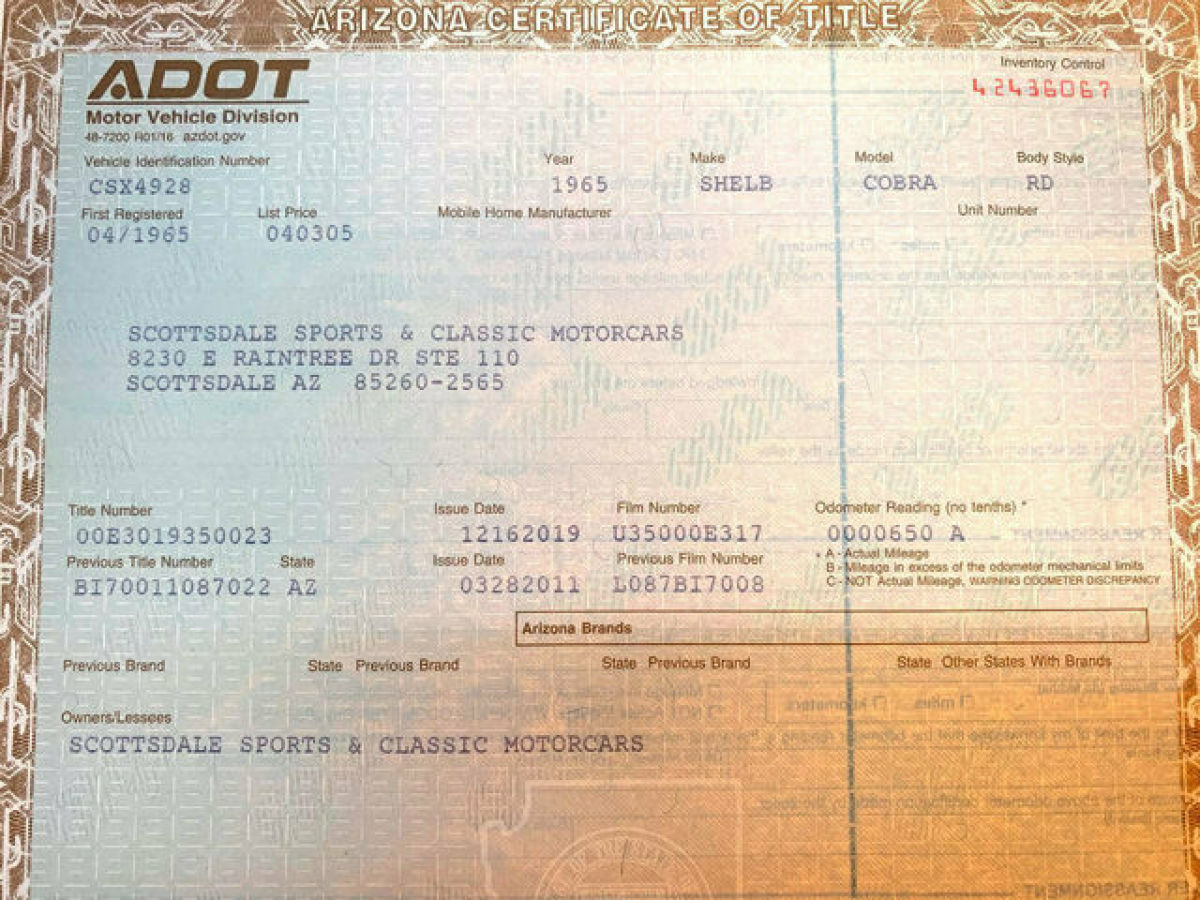 ARIZONA CERTIFICATE OF TITLE
ADOT
Motor Vehicle Division
48-7200 R01/16 azdot.gov
Inventory Control
42436067
Vehicle Identification Number Year Make Model Body Style
CSX4928 1965 SHELB COBRA RD
First Registered List Price Mobile Home Manufacturer Unit Number
04/1965 040305
SCOTTSDALE SPORTS & CLASSIC MOTORCARS
8230 E RAINTREE DR STE 110
SCOTTSDALE AZ 85260-2565
Title Number Issue Date Film Number Odometer Reading (no tenths) *
00E3019350023 12162019 U35000E317 0000650 A
Previous Title Number State Issue Date Previous Film Number
BI70011087022 AZ 03282011 L087BI7008
* A - Actual Mileage
B - Mileage in excess of the odometer mechanical limits
C - NOT Actual Mileage, WARNING ODOMETER DISCREPANCY
Arizona Brands
Previous Brand State Previous Brand State Previous Brand State Other States With Brands
Owners/Lessees
SCOTTSDALE SPORTS & CLASSIC MOTORCARS